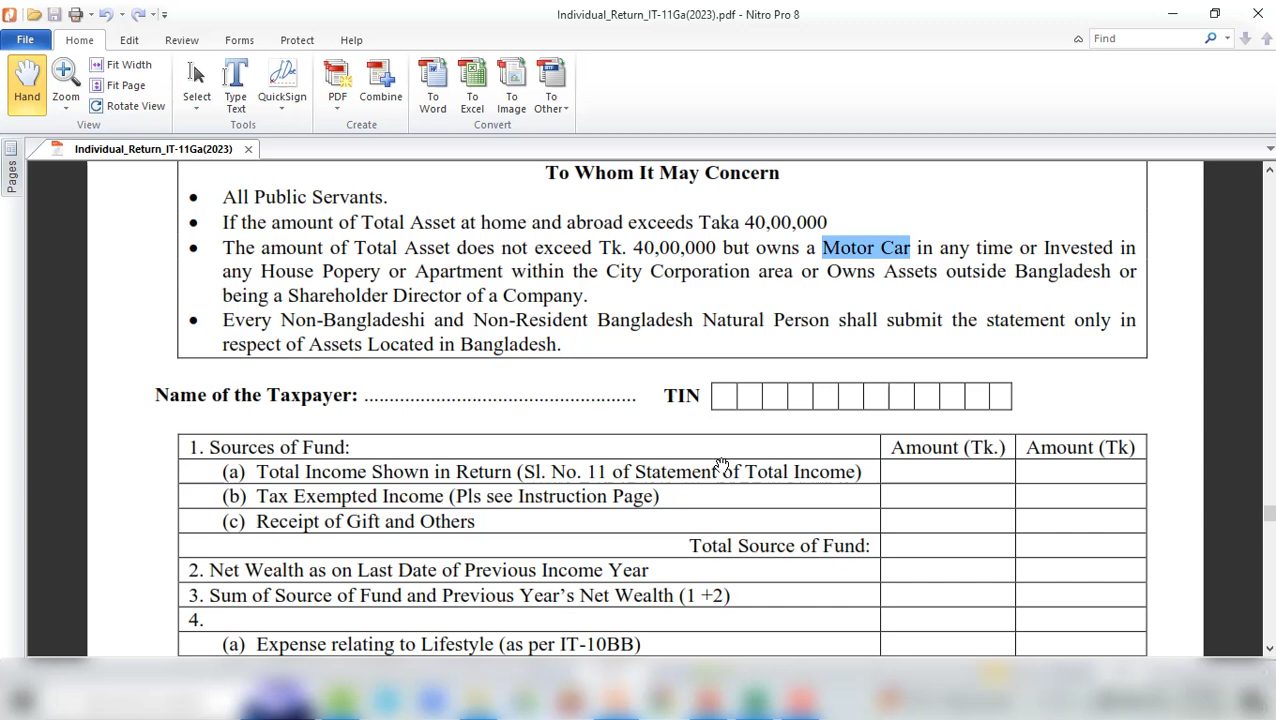 Individual_Return_IT-11Ga(2023).pdf - Nitro Pro 8
File Home Edit Review Forms Protect Help
Find
Hand
Zoom
Fit Width
Fit Page
Rotate View
View
Select
Type Text
QuickSign
Tools
PDF
Combine
Create
To Word
To Excel
To Image
To Other
Convert
Individual_Return_IT-11Ga(2023)
Pages
To Whom It May Concern
• All Public Servants.
• If the amount of Total Asset at home and abroad exceeds Taka 40,00,000
• The amount of Total Asset does not exceed Tk. 40,00,000 but owns a Motor Car in any time or Invested in
any House Popery or Apartment within the City Corporation area or Owns Assets outside Bangladesh or
being a Shareholder Director of a Company.
• Every Non-Bangladeshi and Non-Resident Bangladesh Natural Person shall submit the statement only in
respect of Assets Located in Bangladesh.
Name of the Taxpayer: ...................................................... TIN
1. Sources of Fund: Amount (Tk.) Amount (Tk)
(a) Total Income Shown in Return (Sl. No. 11 of Statement of Total Income)
(b) Tax Exempted Income (Pls see Instruction Page)
(c) Receipt of Gift and Others
Total Source of Fund:
2. Net Wealth as on Last Date of Previous Income Year
3. Sum of Source of Fund and Previous Year’s Net Wealth (1 +2)
4.
(a) Expense relating to Lifestyle (as per IT-10BB)